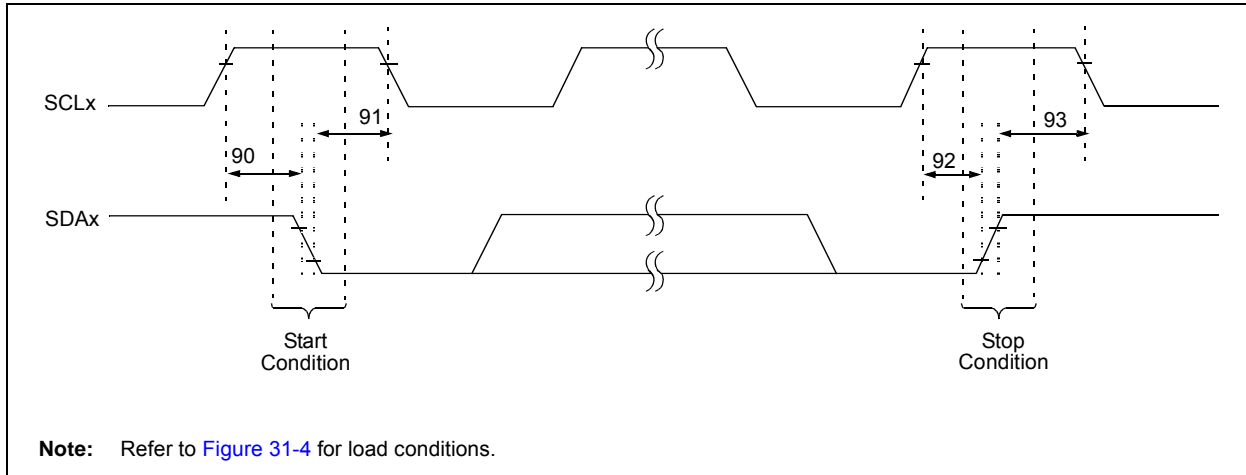 SCLx
91
93
90
92
SDAx
Start
Condition
Stop
Condition
Note: Refer to Figure 31-4 for load conditions.